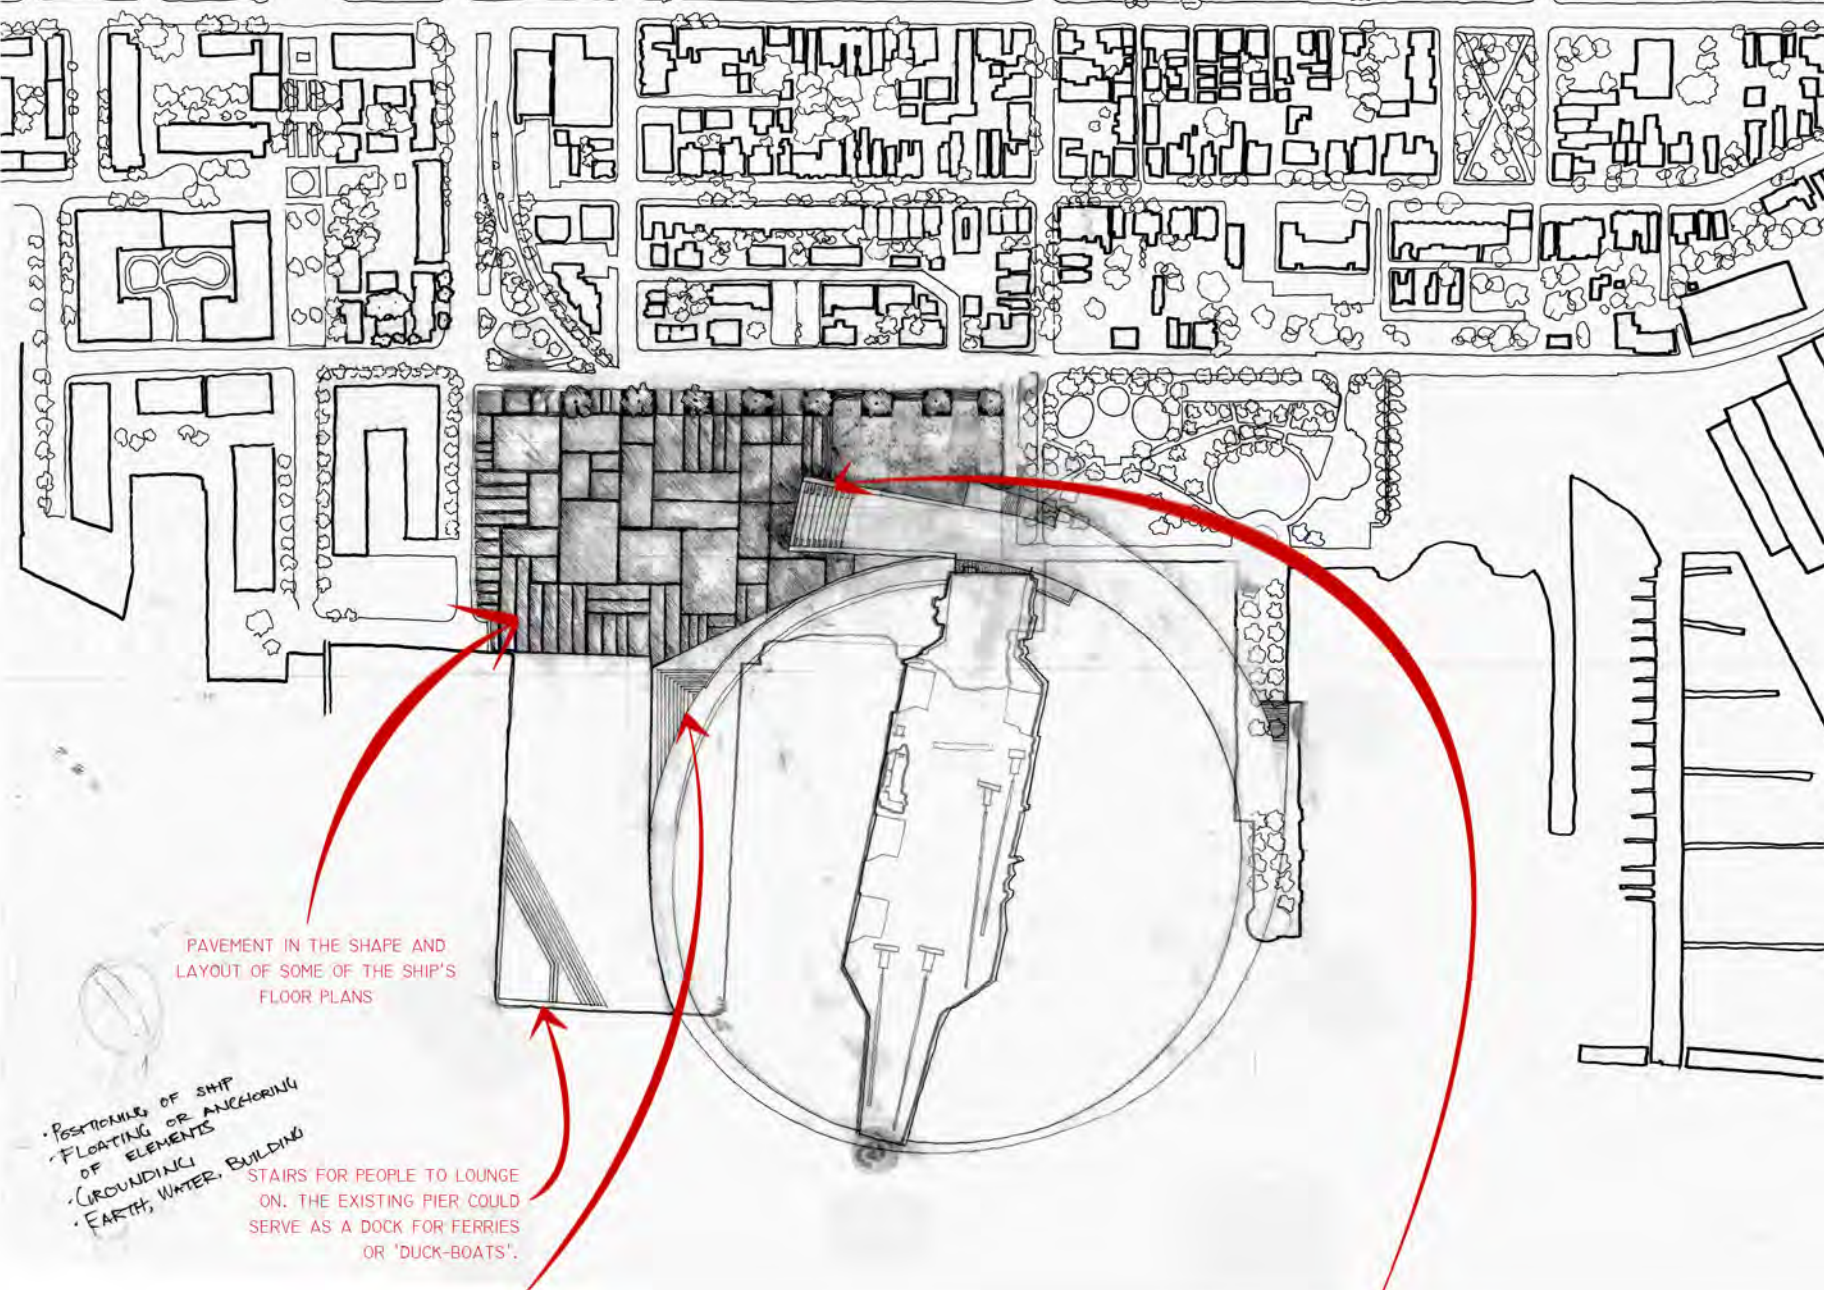 PAVEMENT IN THE SHAPE AND
LAYOUT OF SOME OF THE SHIP'S
FLOOR PLANS
• POSITIONING OF SHIP
• FLOATING OR ANCHORING
OF ELEMENTS
• GROUNDING
• EARTH, WATER, BUILDING
STAIRS FOR PEOPLE TO LOUNGE
ON. THE EXISTING PIER COULD
SERVE AS A DOCK FOR FERRIES
OR 'DUCK-BOATS'.